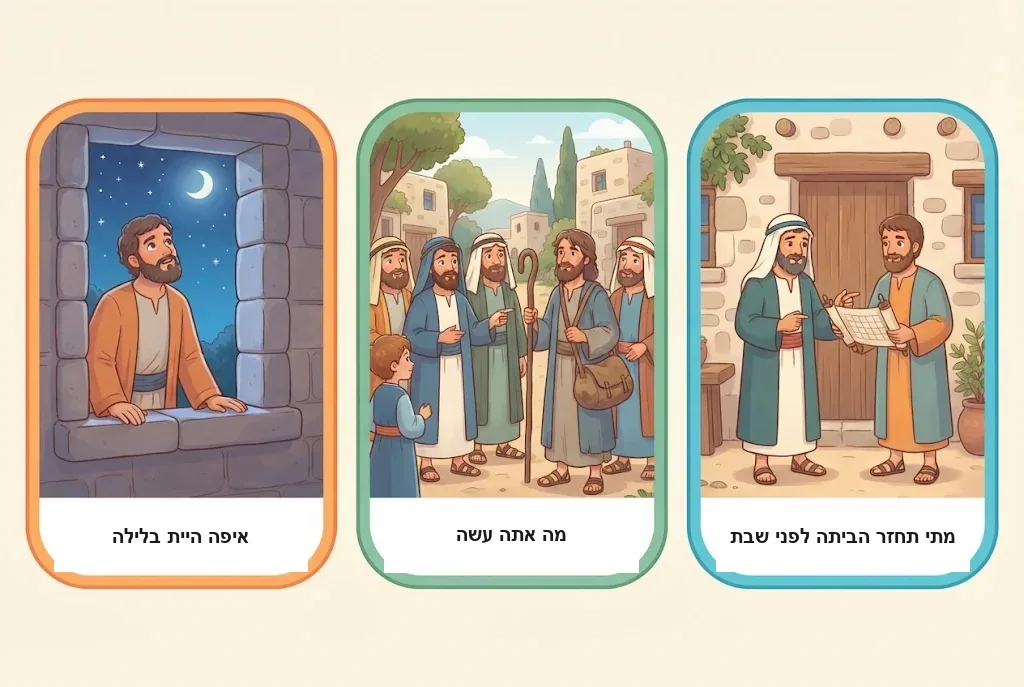 מתי תחזר הביתה לפני שבת
מה אתה עשה
איפה היית בלילה